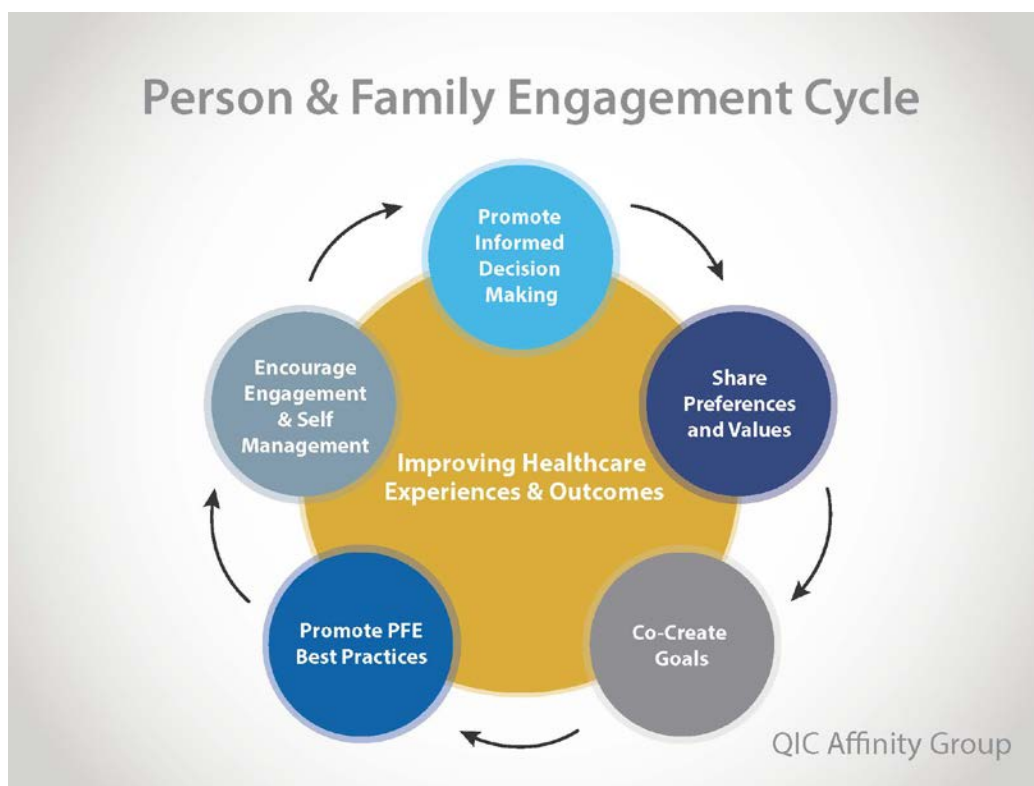 Person & Family Engagement Cycle
Promote
Informed
Decision
Making
Share
Preferences
and Values
Co-Create
Goals
Promote PFE
Best Practices
Encourage
Engagement
& Self
Management
Improving Healthcare
Experiences & Outcomes
QIC Affinity Group